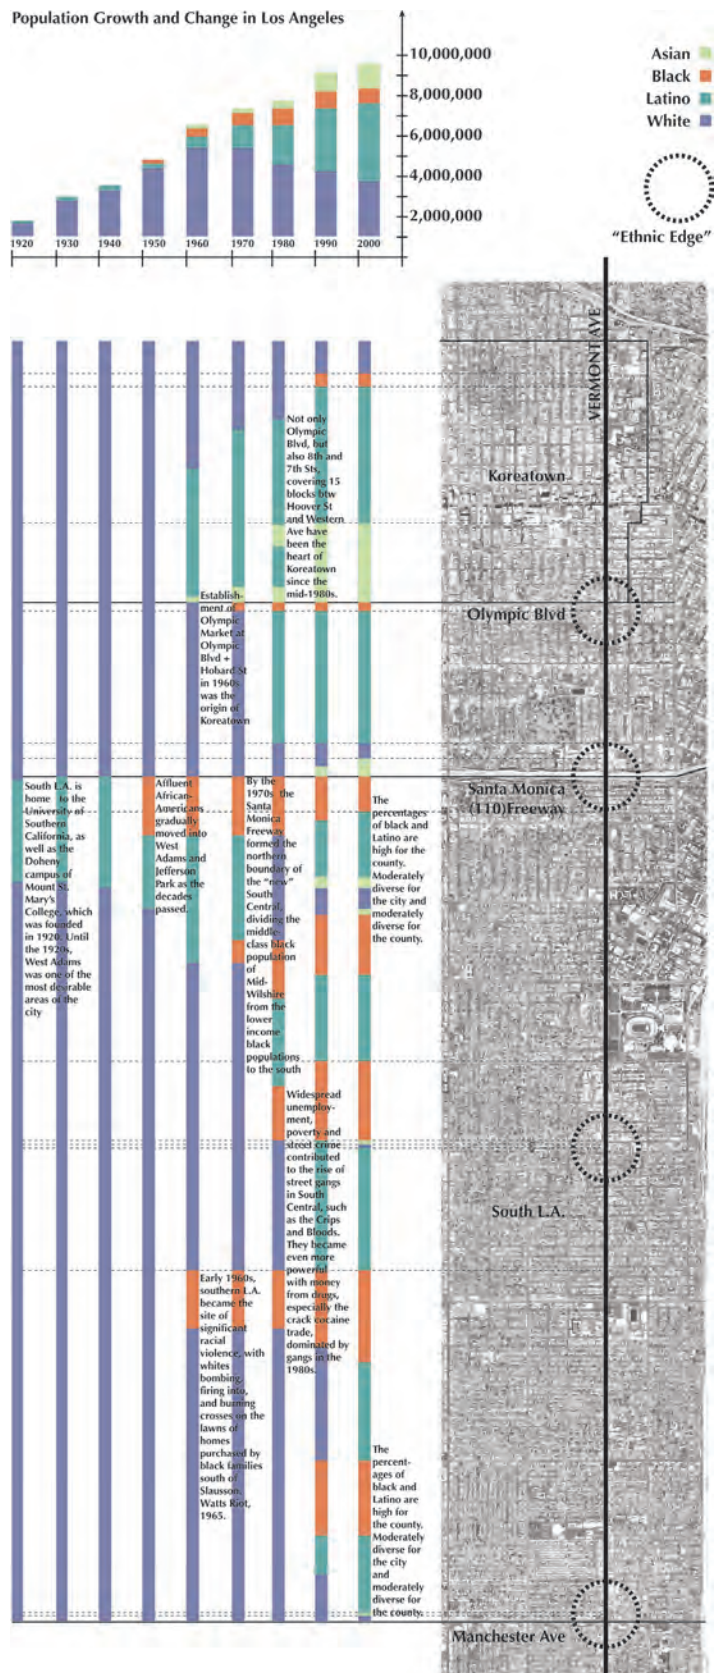 Population Growth and Change in Los Angeles
10,000,000
8,000,000
6,000,000
4,000,000
2,000,000
1920
1930
1940
1950
1960
1970
1980
1990
2000
Asian
Black
Latino
White
“Ethnic Edge”
VERMONT AVE
Koreatown
Olympic Blvd
Santa Monica
(110)Freeway
South L.A.
Manchester Ave
Not only
Olympic
Blvd, but
also 8th and
7th Sts,
covering 15
blocks btw
Hoover St
and Western
Ave have
been the
heart of
Koreatown
since the
mid-1980s.
Establish-
ment of
Olympic
Market at
Olympic
Blvd +
Hobard St
in 1960s
was the
origin of
Koreatown
South L.A. is
home to the
University of
Southern
California, as
well as the
Doheny
campus of
Mount St.
Mary's
College, which
was founded
in 1920. Until
the 1920s,
West Adams
was one of the
most desirable
areas of the
city
Affluent
African-
Americans
gradually
moved into
West
Adams and
Jefferson
Park as the
decades
passed.
By the
1970s the
Santa
Monica
Freeway
formed the
northern
boundary of
the “new”
South
Central,
dividing the
middle-
class black
population
of
Mid-
Wilshire
from the
lower
income
black
populations
to the south
The
percentages
of black and
Latino are
high for the
county.
Moderately
diverse for
the city and
moderately
diverse for
the county.
Widespread
unemploy-
ment,
poverty and
street crime
contributed
to the rise of
street gangs
in South
Central, such
as the Crips
and Bloods.
They became
even more
powerful
with money
from drugs,
especially the
crack cocaine
trade,
dominated by
gangs in the
1980s.
Early 1960s,
southern L.A.
became the
site of
significant
racial
violence, with
whites
bombing,
firing into,
and burning
crosses on the
lawns of
homes
purchased by
black families
south of
Slausson.
Watts Riot,
1965.
The
percent-
ages of
black and
Latino are
high for
the county.
Moderately
diverse for
the city
and
moderately
diverse for
the county.